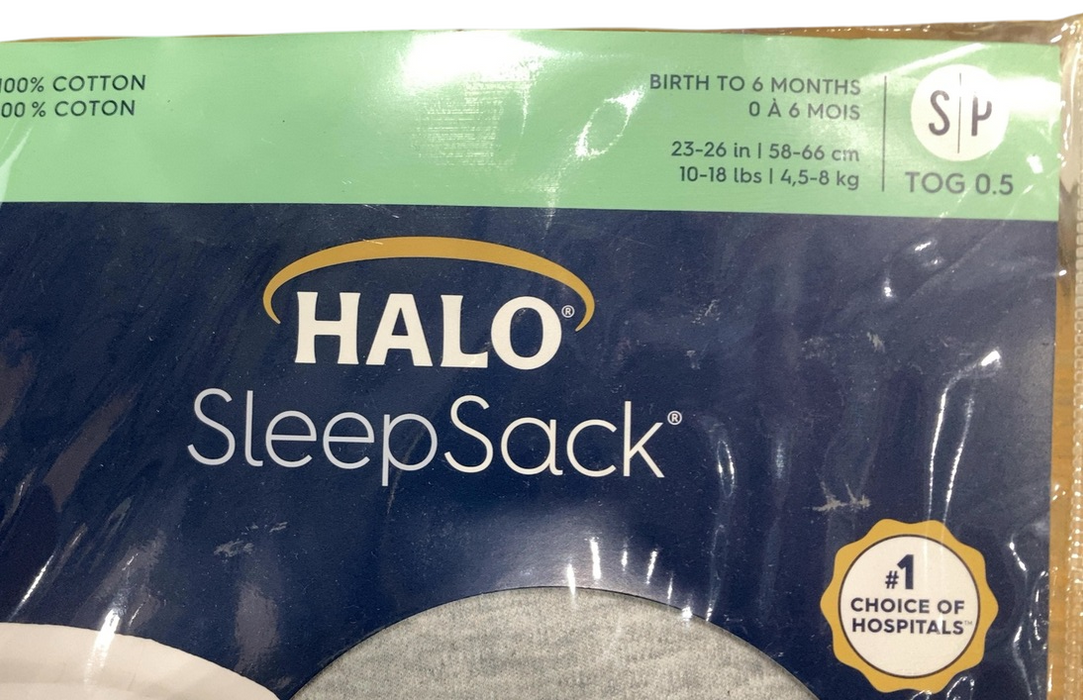 100% COTTON
100 % COTON
BIRTH TO 6 MONTHS
0 À 6 MOIS
23-26 in | 58-66 cm
10-18 lbs | 4,5-8 kg
S|P
TOG 0.5
HALO®
SleepSack®
#1
CHOICE OF
HOSPITALS™